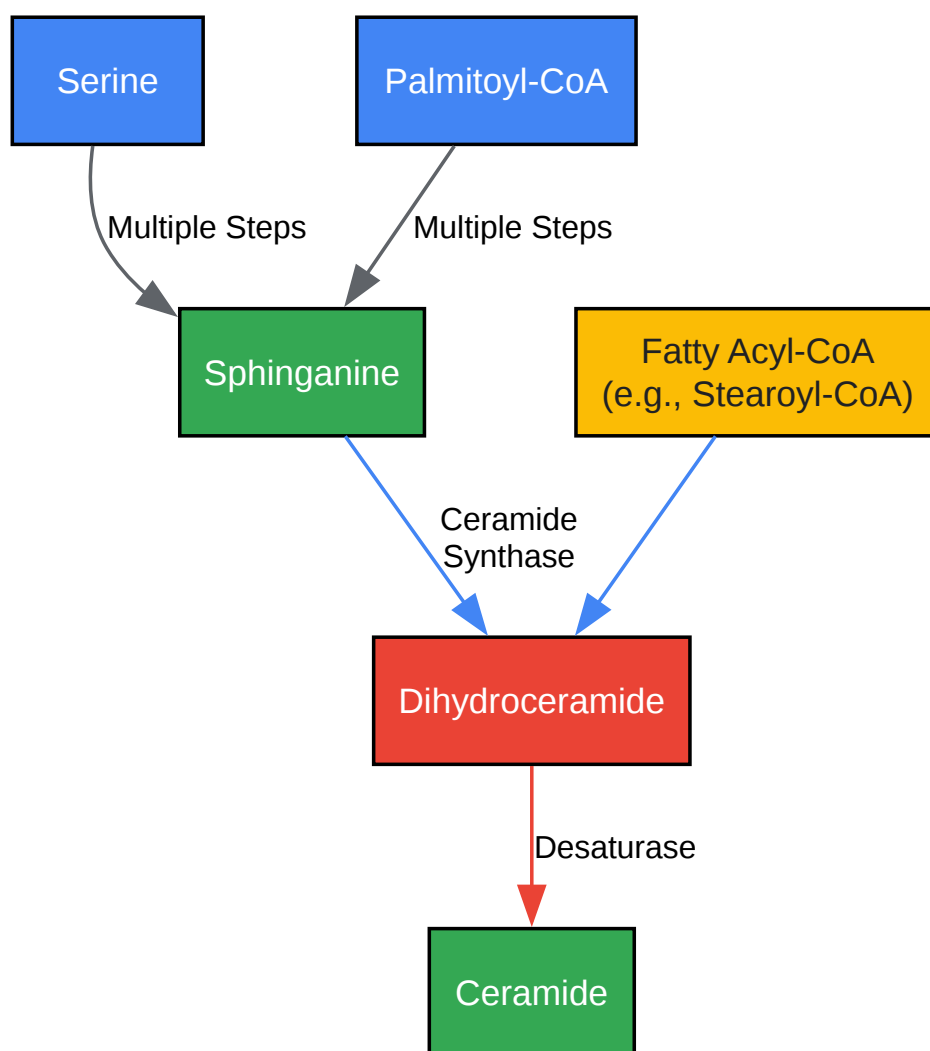 Serine
Palmitoyl-CoA
Multiple Steps
Multiple Steps
Sphinganine
Fatty Acyl-CoA
(e.g., Stearoyl-CoA)
Ceramide
Synthase
Dihydroceramide
Desaturase
Ceramide